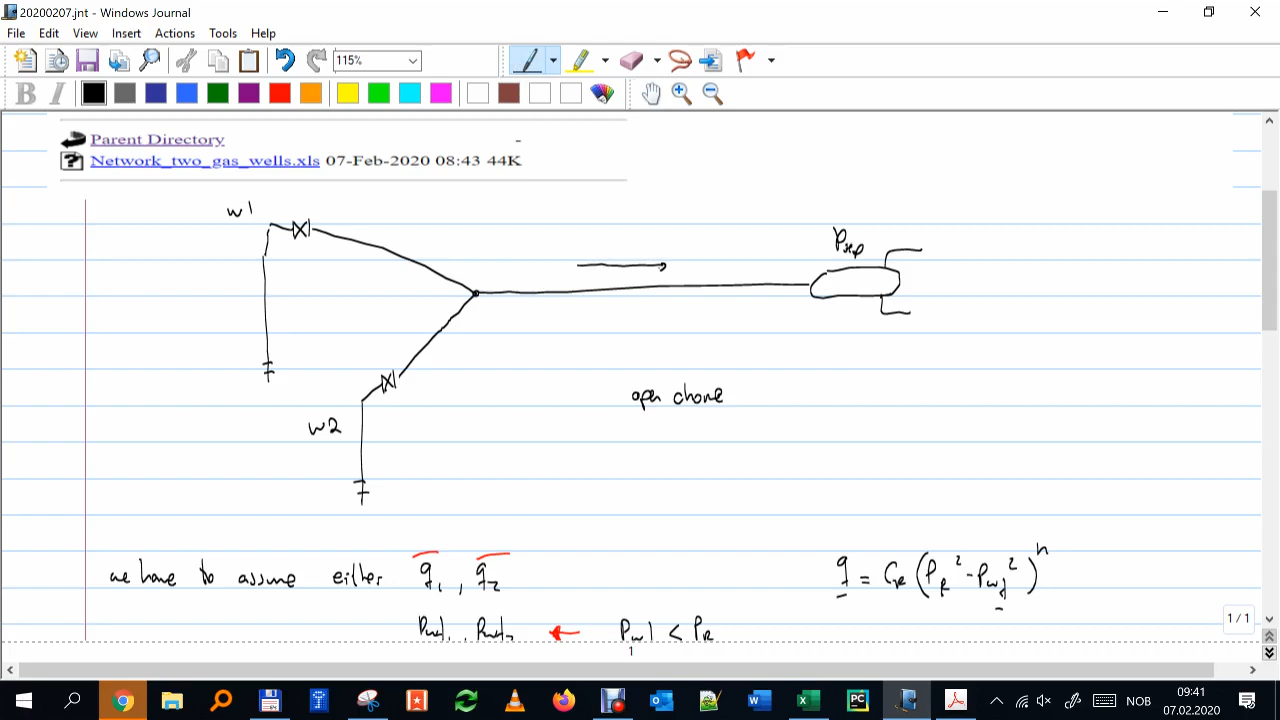 20200207.jnt - Windows Journal
File Edit View Insert Actions Tools Help
115%
Parent Directory -
Network_two_gas_wells.xls 07-Feb-2020 08:43 44K
w1
Psep
w2
open choke
we have to assume either q1, q2
q = CR (PR² - Pwf²)ⁿ
Pwf1, Pwf2 ← Pwf < PR
1
1 / 1
NOB
09:41
07.02.2020